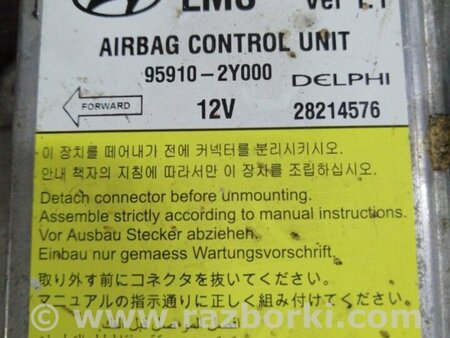 LMC Ver 1.1
AIRBAG CONTROL UNIT
95910-2Y000 DELPHI
FORWARD 12V 28214576
이 장치를 떼어내기 전에 커넥터를 분리시키시오.
안내 책자의 지침에 따라서만 이 장차를 조립하십시오.
Detach connector before unmounting.
Assemble strictly according to manual instructions.
Vor Ausbau Stecker abziehen.
Einbau nur gemaess Wartungsvorschrift.
取り外す前にコネクタを抜いてください。
マニュアルの指示通りに正しく組み付けてください。
www.razborki.com